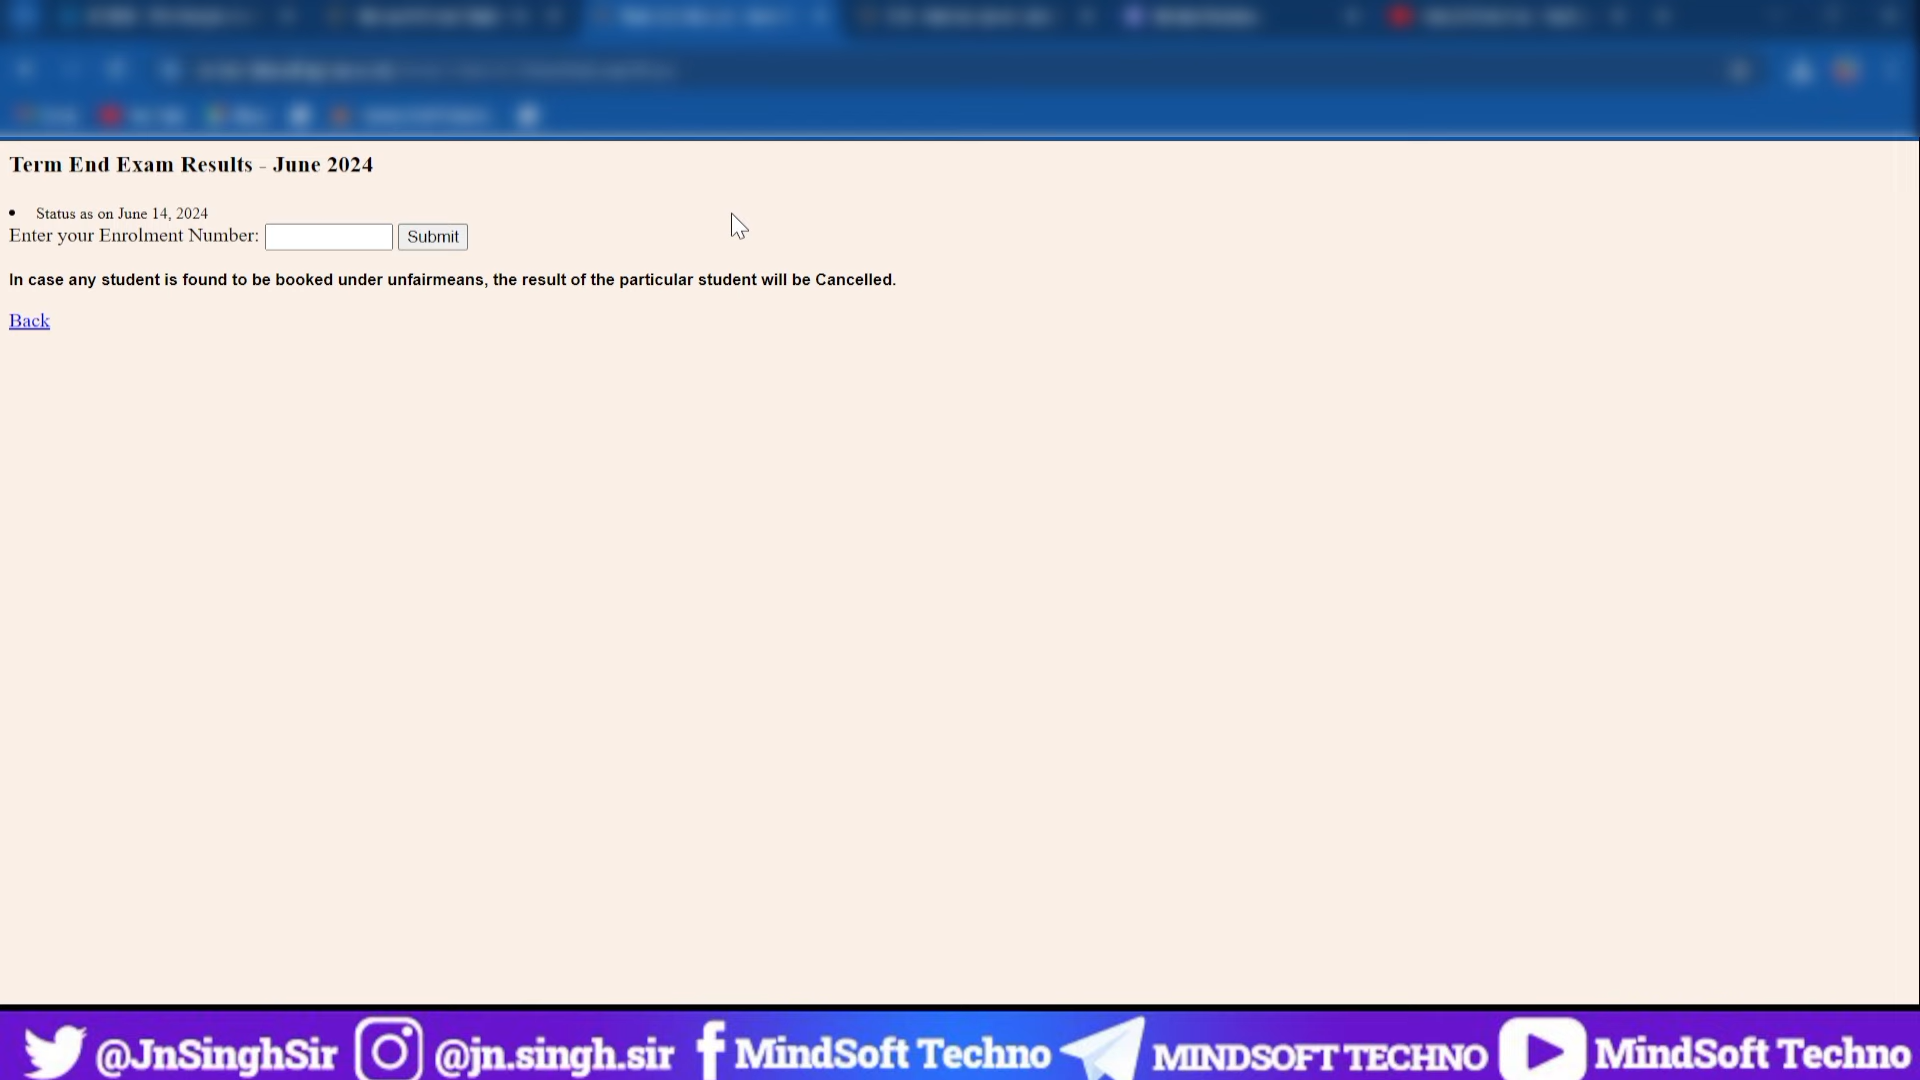 Term End Exam Results - June 2024
Status as on June 14, 2024
Enter your Enrolment Number: Submit
In case any student is found to be booked under unfairmeans, the result of the particular student will be Cancelled.
Back
@JnSinghSir @jn.singh.sir MindSoft Techno MINDSOFT TECHNO MindSoft Techno